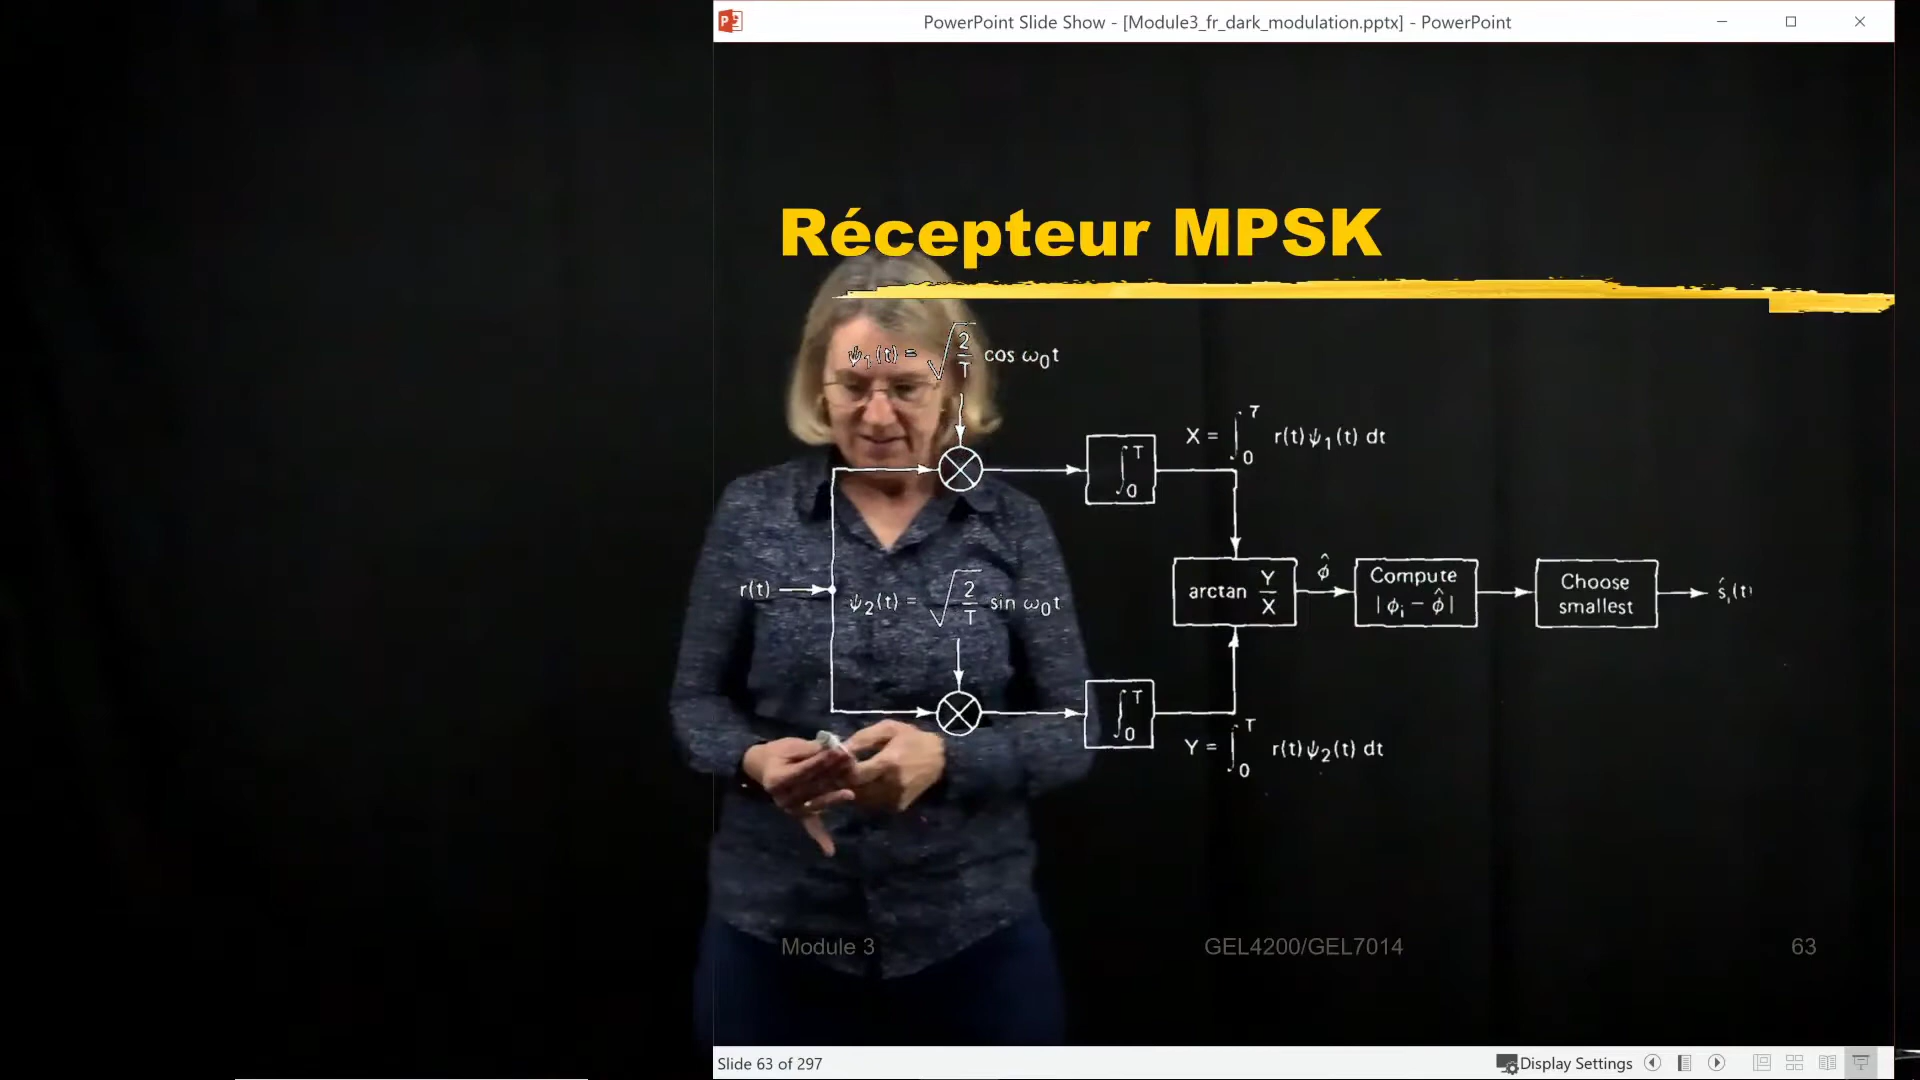 PowerPoint Slide Show - [Module3_fr_dark_modulation.pptx] - PowerPoint
Récepteur MPSK
ψ₁(t) = √(2/T) cos ω₀t
X = ∫₀ᵀ r(t)ψ₁(t) dt
∫₀ᵀ
r(t)
ψ₂(t) = √(2/T) sin ω₀t
arctan Y/X
ϕ̂
Compute
|ϕᵢ − ϕ̂|
Choose
smallest
ŝᵢ(t)
∫₀ᵀ
Y = ∫₀ᵀ r(t)ψ₂(t) dt
Module 3
GEL4200/GEL7014
63
Slide 63 of 297
Display Settings